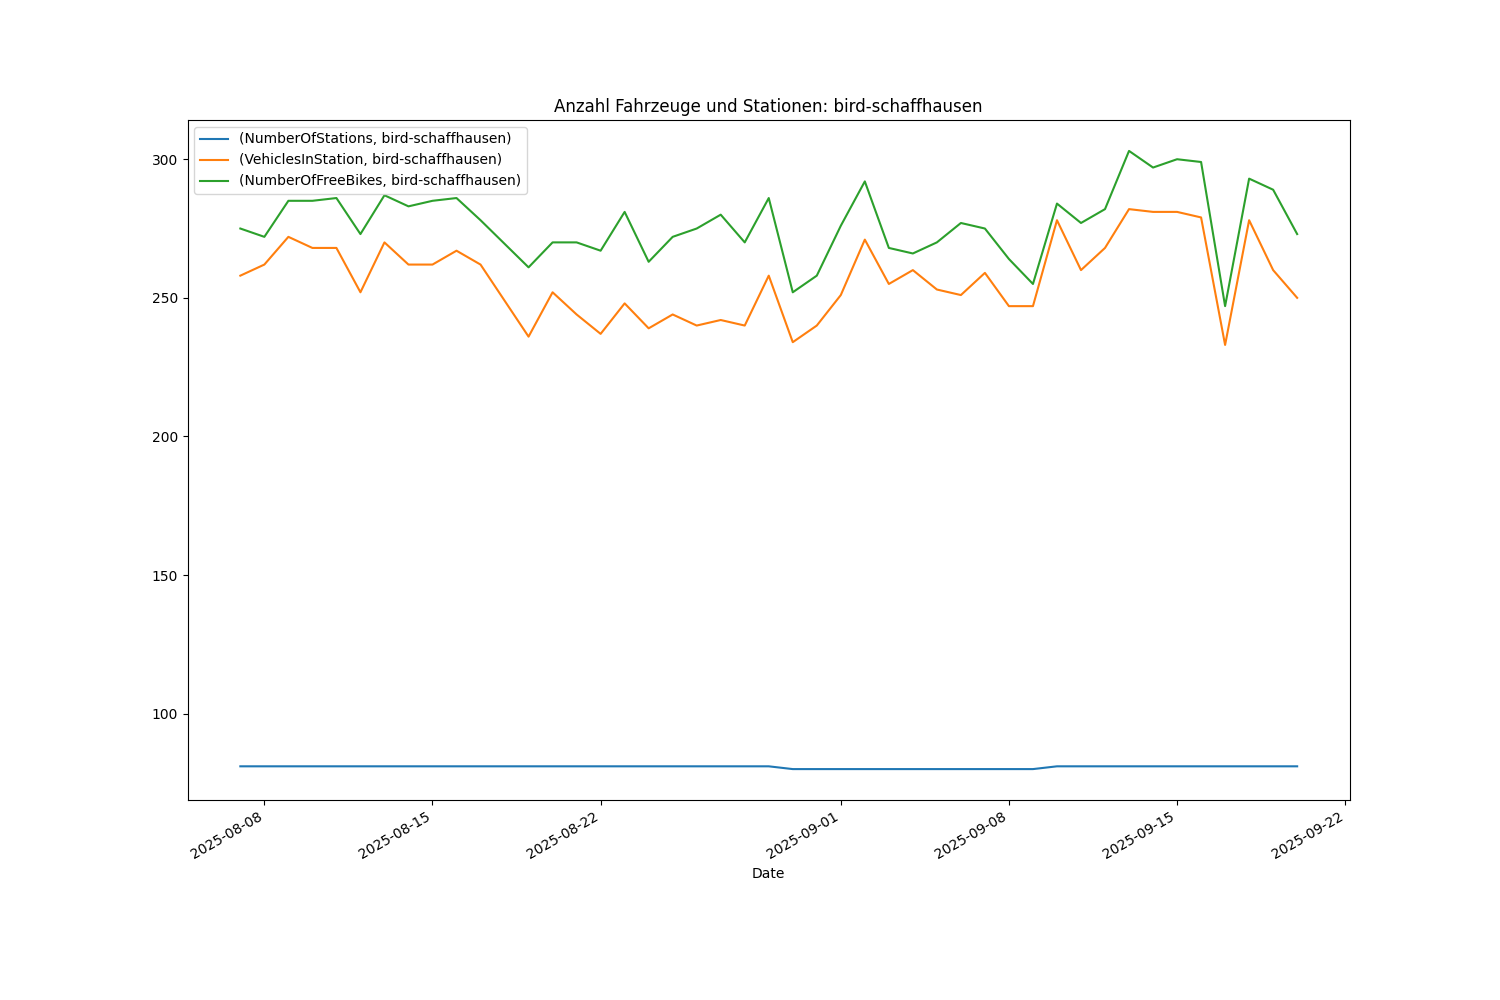 Anzahl Fahrzeuge und Stationen: bird-schaffhausen
(NumberOfStations, bird-schaffhausen)
(VehiclesInStation, bird-schaffhausen)
(NumberOfFreeBikes, bird-schaffhausen)
300
250
200
150
100
2025-08-08
2025-08-15
2025-08-22
2025-09-01
2025-09-08
2025-09-15
2025-09-22
Date